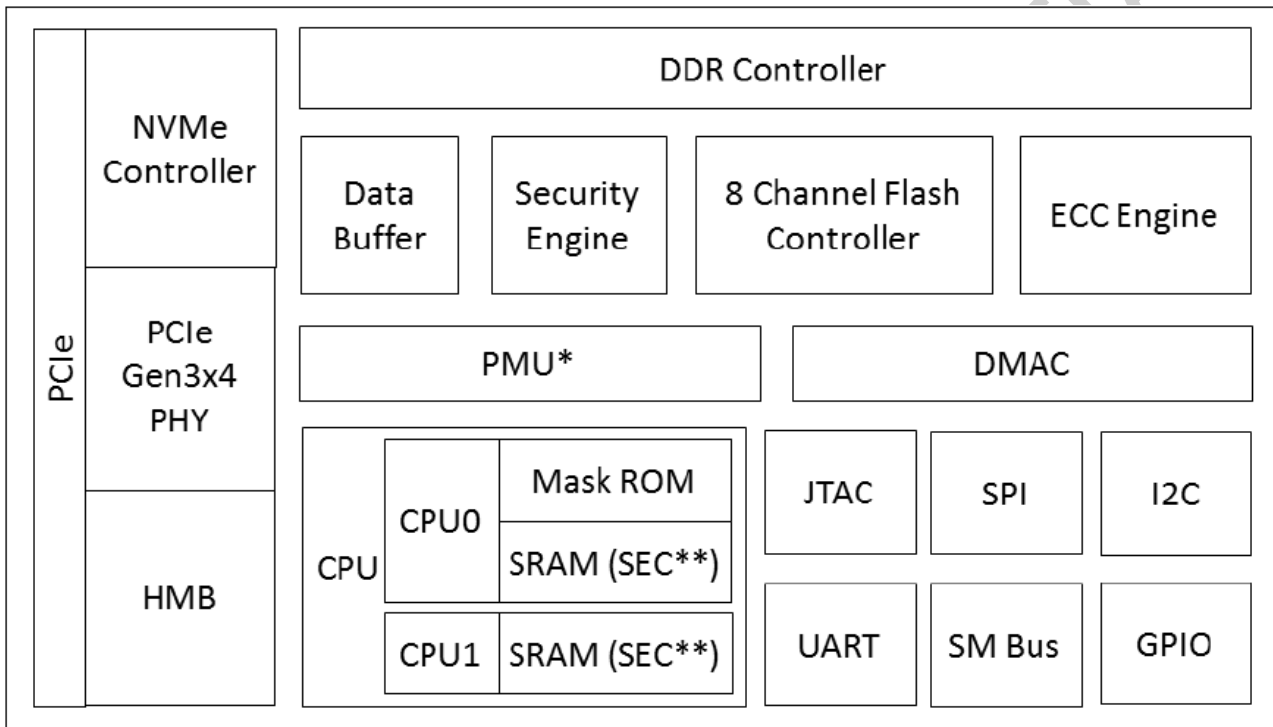 PCIe
NVMe
Controller
PCIe
Gen3x4
PHY
HMB
DDR Controller
Data
Buffer
Security
Engine
8 Channel Flash
Controller
ECC Engine
PMU*
DMAC
CPU
CPU0
Mask ROM
SRAM (SEC**)
CPU1
SRAM (SEC**)
JTAC
SPI
I2C
UART
SM Bus
GPIO